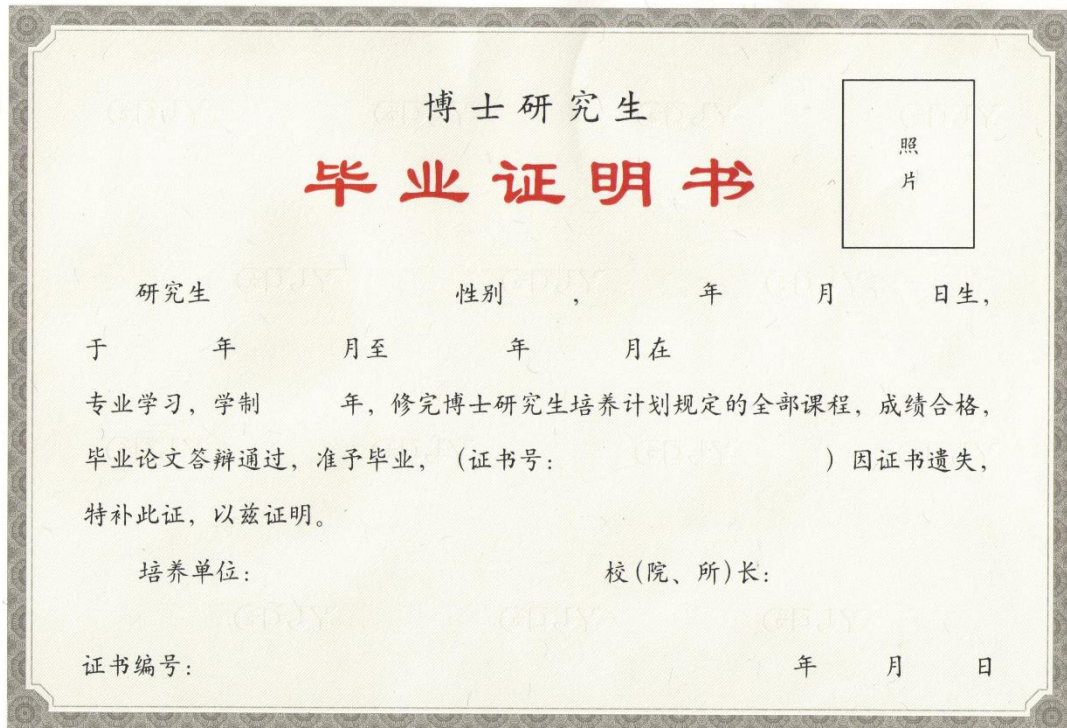 博士研究生
毕业证明书
照
片
研究生 性别 , 年 月 日生,
于 年 月至 年 月在
专业学习, 学制 年, 修完博士研究生培养计划规定的全部课程, 成绩合格,
毕业论文答辩通过, 准予毕业, (证书号: ) 因证书遗失,
特补此证, 以兹证明。
培养单位: 校(院、所)长:
证书编号: 年 月 日